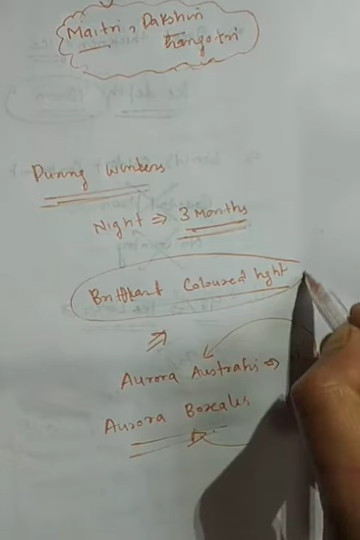 Maitri, Dakshin
Gangotri
During Winters
Night ⇒ 3 Months
Brilliant Coloured light
Aurora Australis ⇒
Aurora Borealis